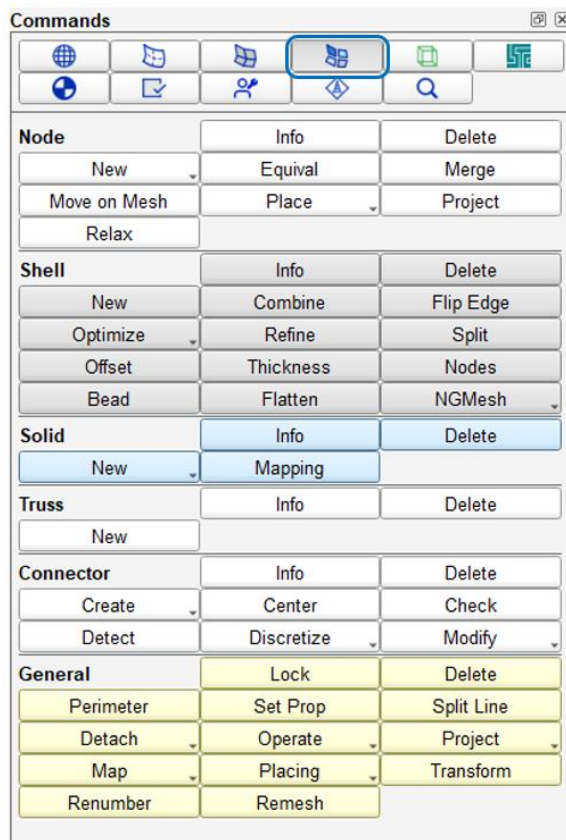 Commands
Node Info Delete
New Equival Merge
Move on Mesh Place Project
Relax
Shell Info Delete
New Combine Flip Edge
Optimize Refine Split
Offset Thickness Nodes
Bead Flatten NGMesh
Solid Info Delete
New Mapping
Truss Info Delete
New
Connector Info Delete
Create Center Check
Detect Discretize Modify
General Lock Delete
Perimeter Set Prop Split Line
Detach Operate Project
Map Placing Transform
Renumber Remesh